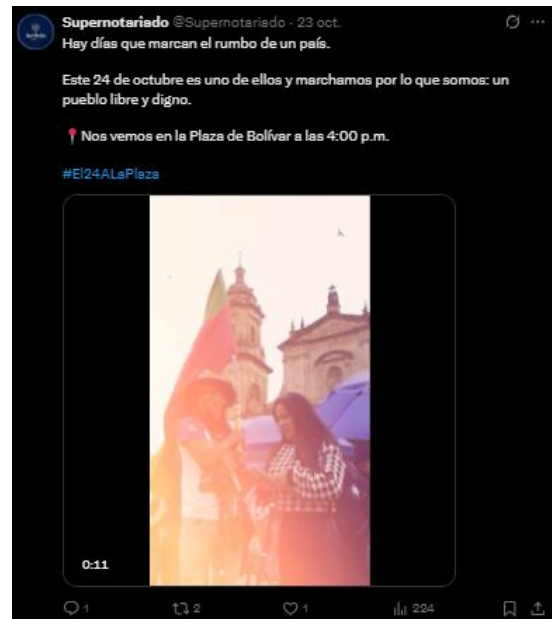 Supernotariado @Supernotariado · 23 oct.
Hay días que marcan el rumbo de un país.
Este 24 de octubre es uno de ellos y marchamos por lo que somos: un
pueblo libre y digno.
📍 Nos vemos en la Plaza de Bolívar a las 4:00 p.m.
#El24ALaPlaza
0:11
1 2 1 224